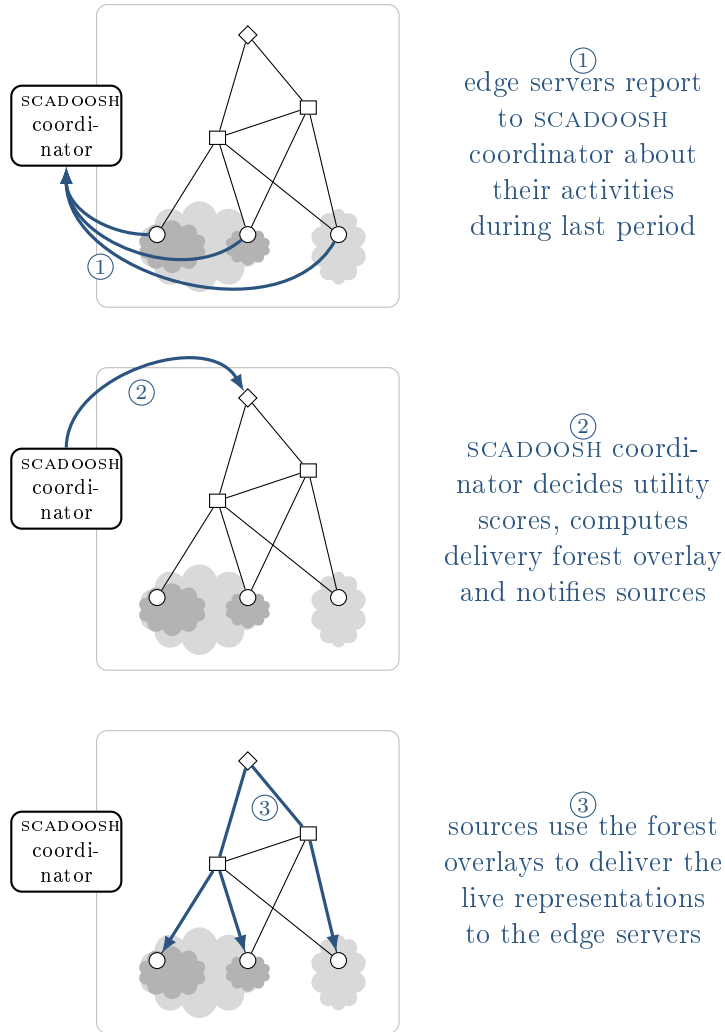 SCADOOSH
coordi-
nator
1
1
edge servers report
to SCADOOSH
coordinator about
their activities
during last period
2
SCADOOSH
coordi-
nator
2
SCADOOSH coordi-
nator decides utility
scores, computes
delivery forest overlay
and notifies sources
SCADOOSH
coordi-
nator
3
3
sources use the forest
overlays to deliver the
live representations
to the edge servers